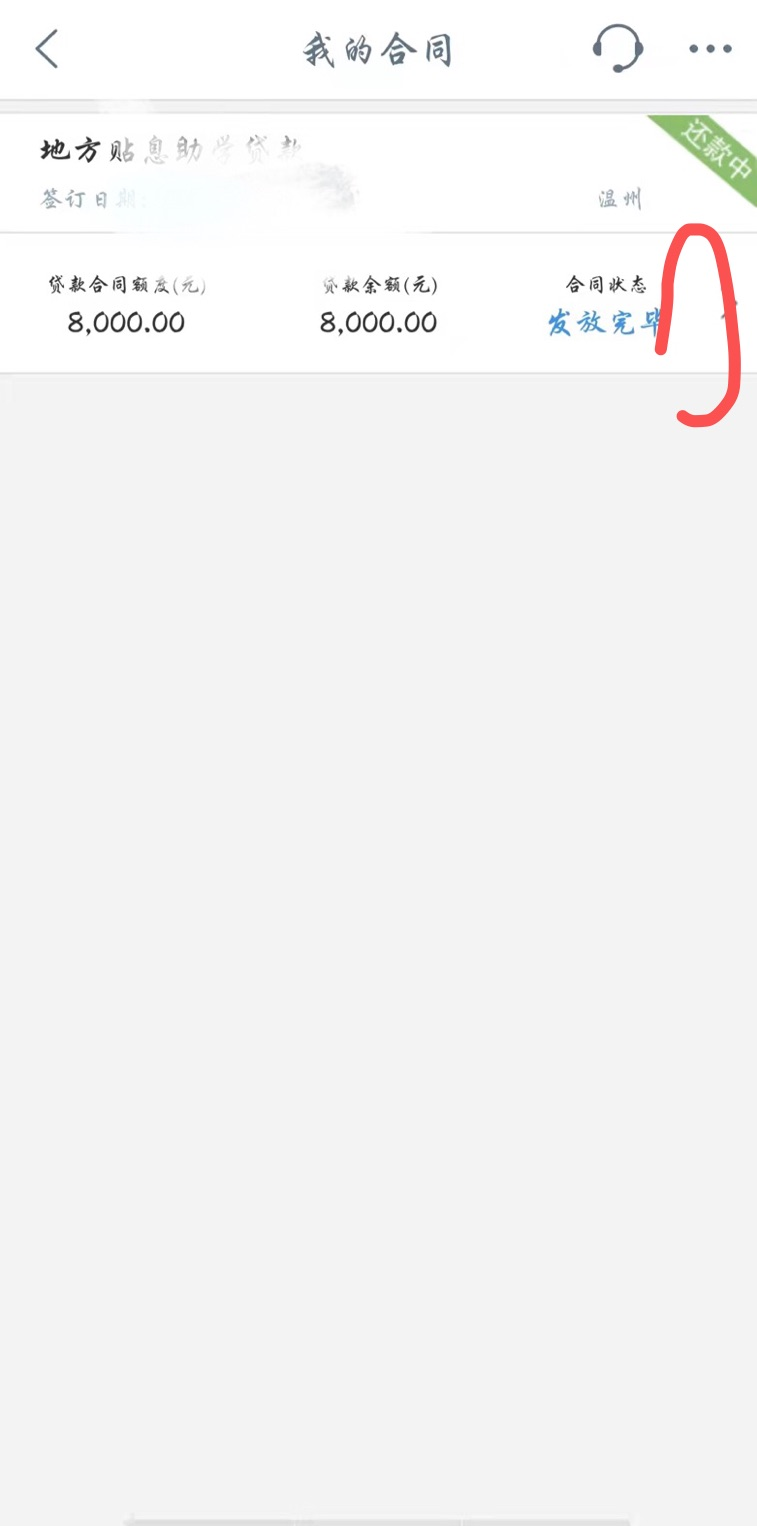 我的合同
还款中
地方贴息助学贷款
签订日期:
温州
贷款合同额度(元) 贷款余额(元) 合同状态
8,000.00 8,000.00 发放完毕